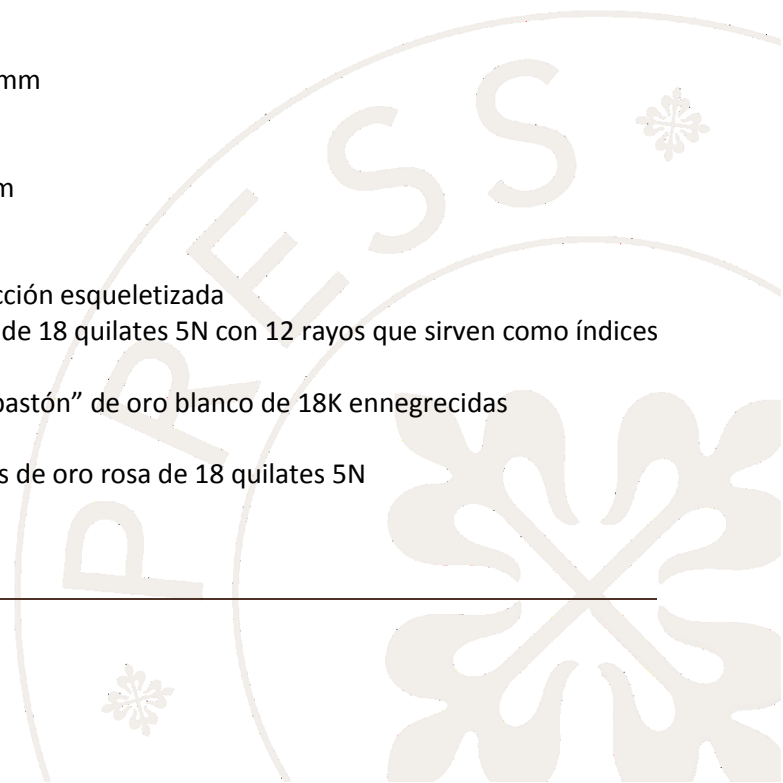 mm
m
cción esqueletizada
de 18 quilates 5N con 12 rayos que sirven como índices
bastón” de oro blanco de 18K ennegrecidas
s de oro rosa de 18 quilates 5N
PRESS